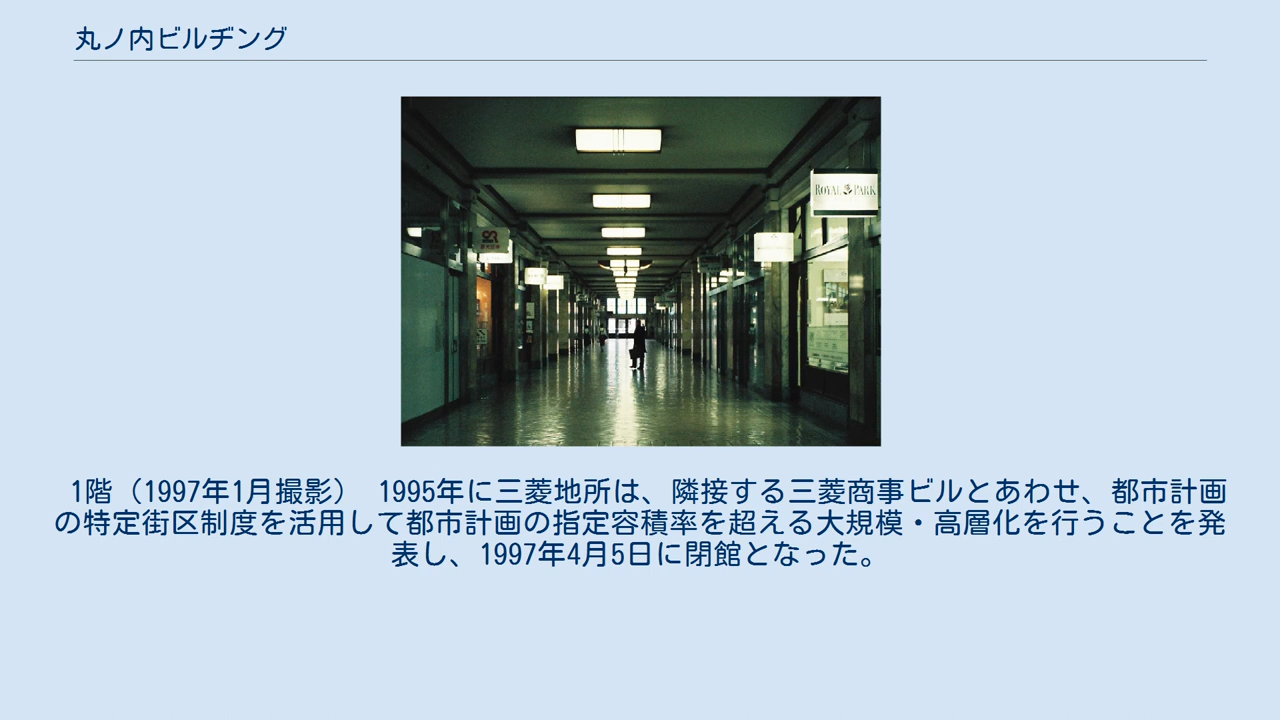 丸ノ内ビルヂング
ROYAL PARK
1階（1997年1月撮影）　1995年に三菱地所は、隣接する三菱商事ビルとあわせ、都市計画
の特定街区制度を活用して都市計画の指定容積率を超える大規模・高層化を行うことを発
表し、1997年4月5日に閉館となった。